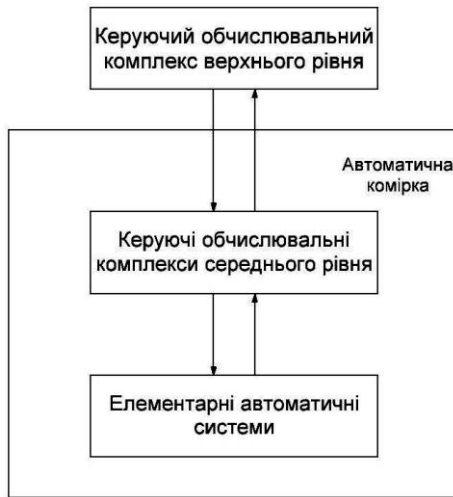 Керуючий обчислювальний
комплекс верхнього рівня
Автоматична
комірка
Керуючі обчислювальні
комплекси середнього рівня
Елементарні автоматичні
системи